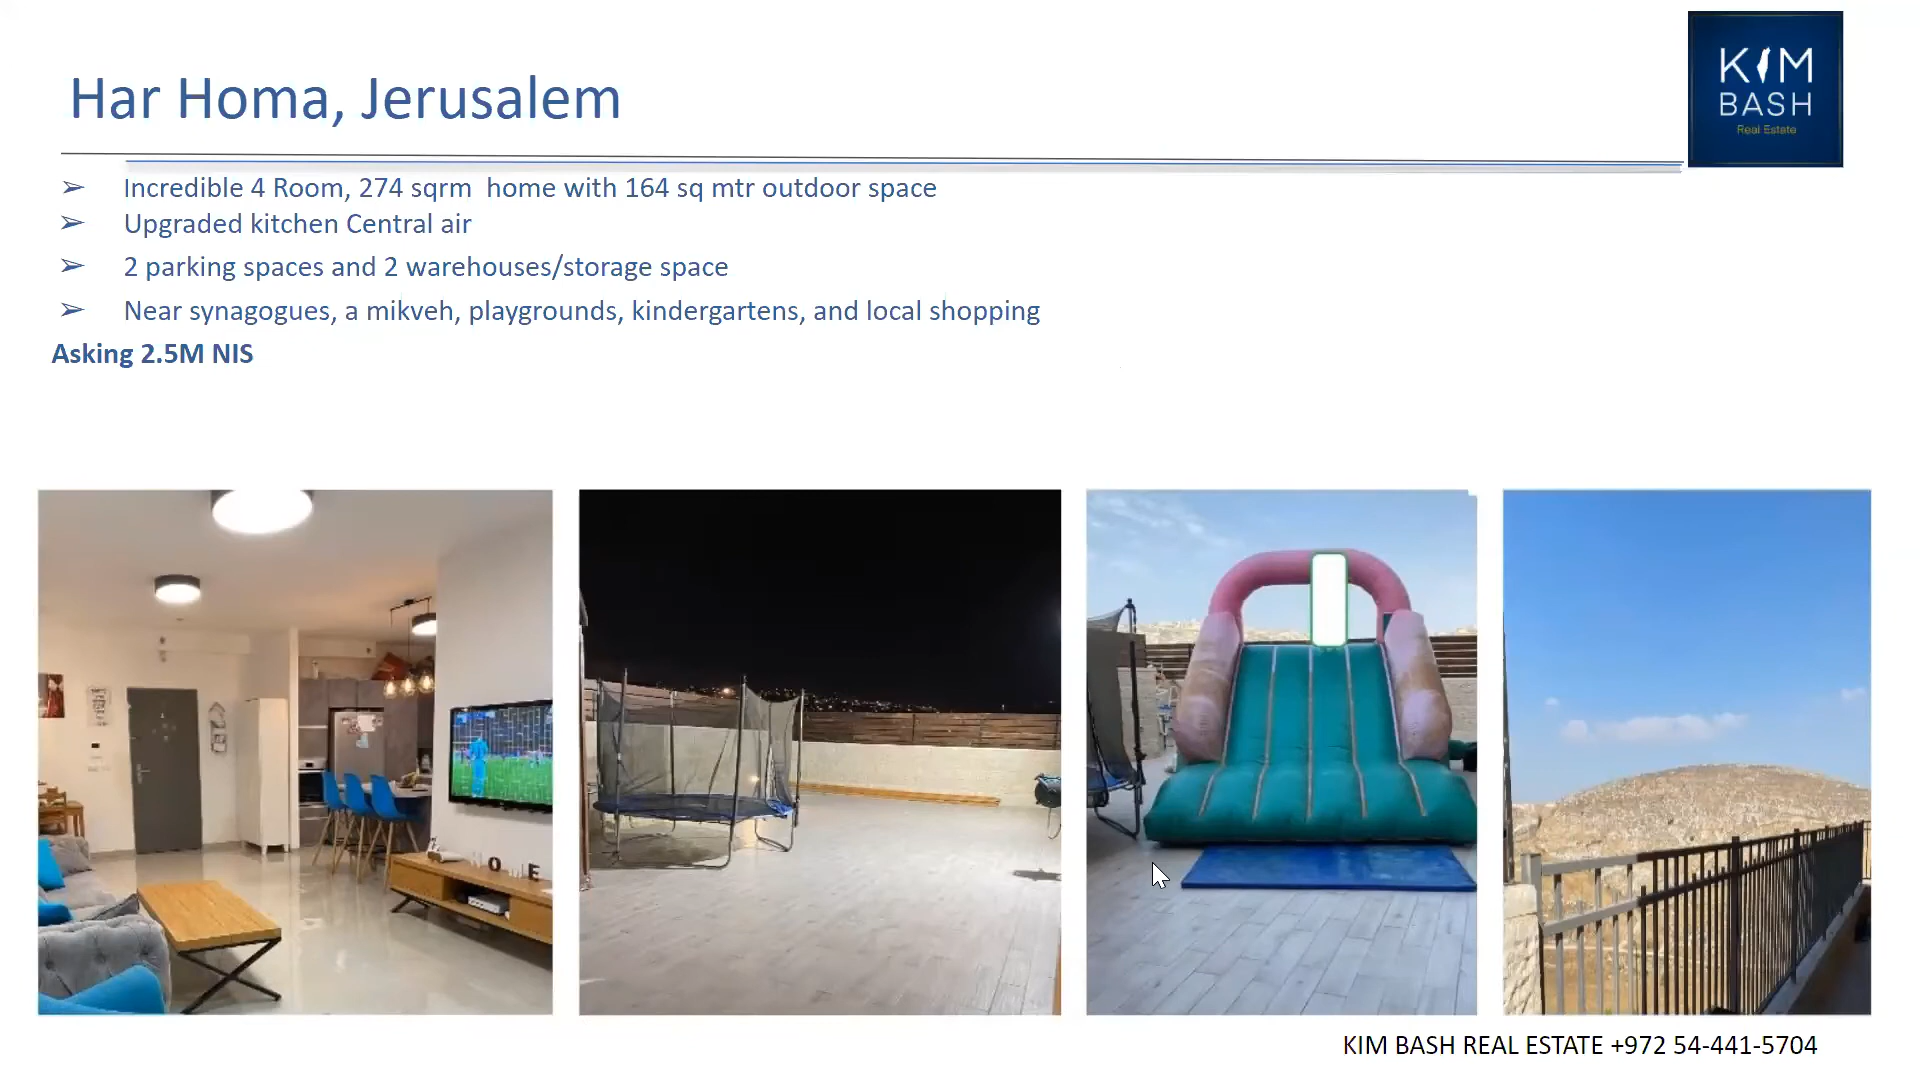 Har Homa, Jerusalem
KIM
BASH
Real Estate
➢ Incredible 4 Room, 274 sqrm  home with 164 sq mtr outdoor space
➢ Upgraded kitchen Central air
➢ 2 parking spaces and 2 warehouses/storage space
➢ Near synagogues, a mikveh, playgrounds, kindergartens, and local shopping
Asking 2.5M NIS
HOME
KIM BASH REAL ESTATE +972 54-441-5704